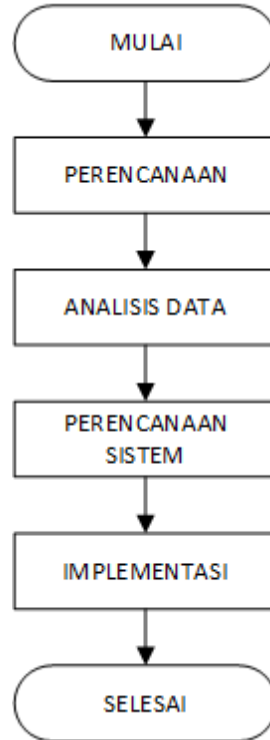 MULAI
PERENCANAAN
ANALISIS DATA
PERENCANAAN
SISTEM
IMPLEMENTASI
SELESAI